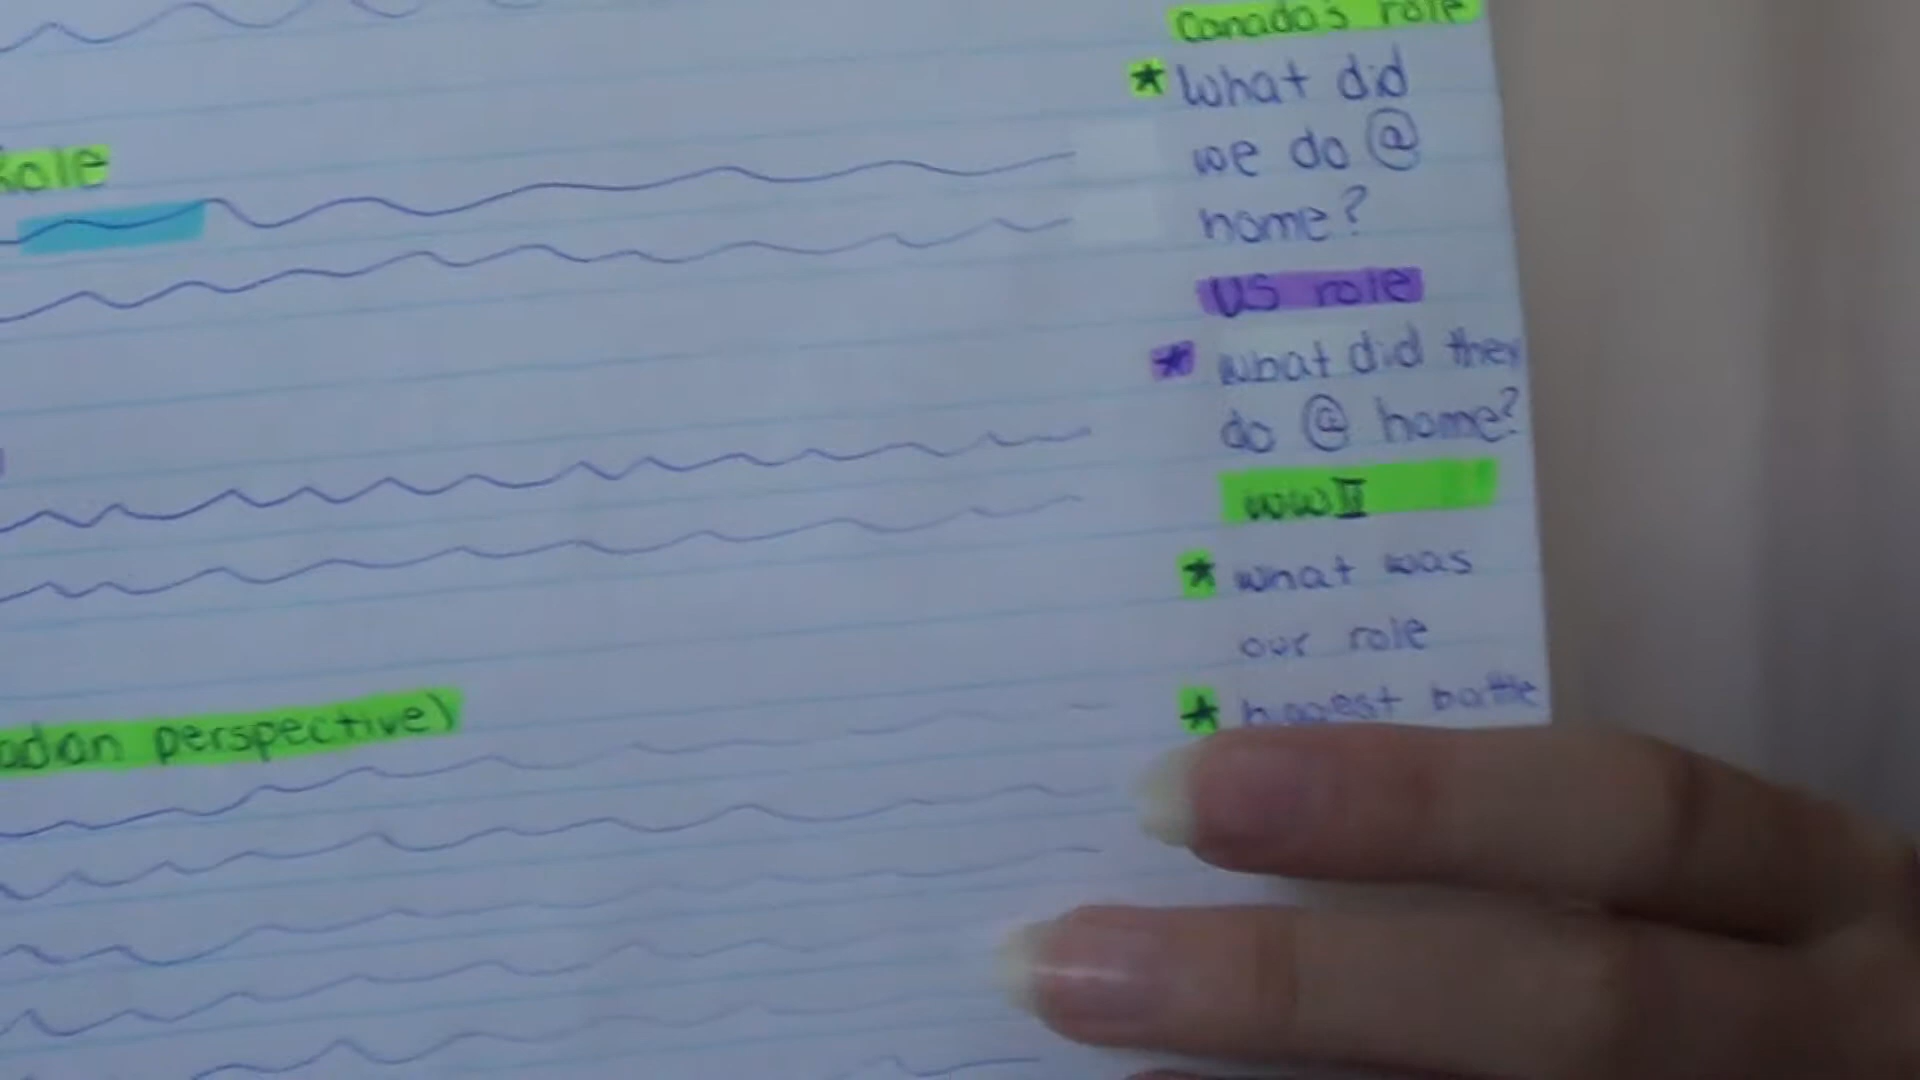 Canada's role
* What did
we do @
home?
Role
US role
* what did they
do @ home?
WWII
* what was
our role
* biggest battle
adian perspective)